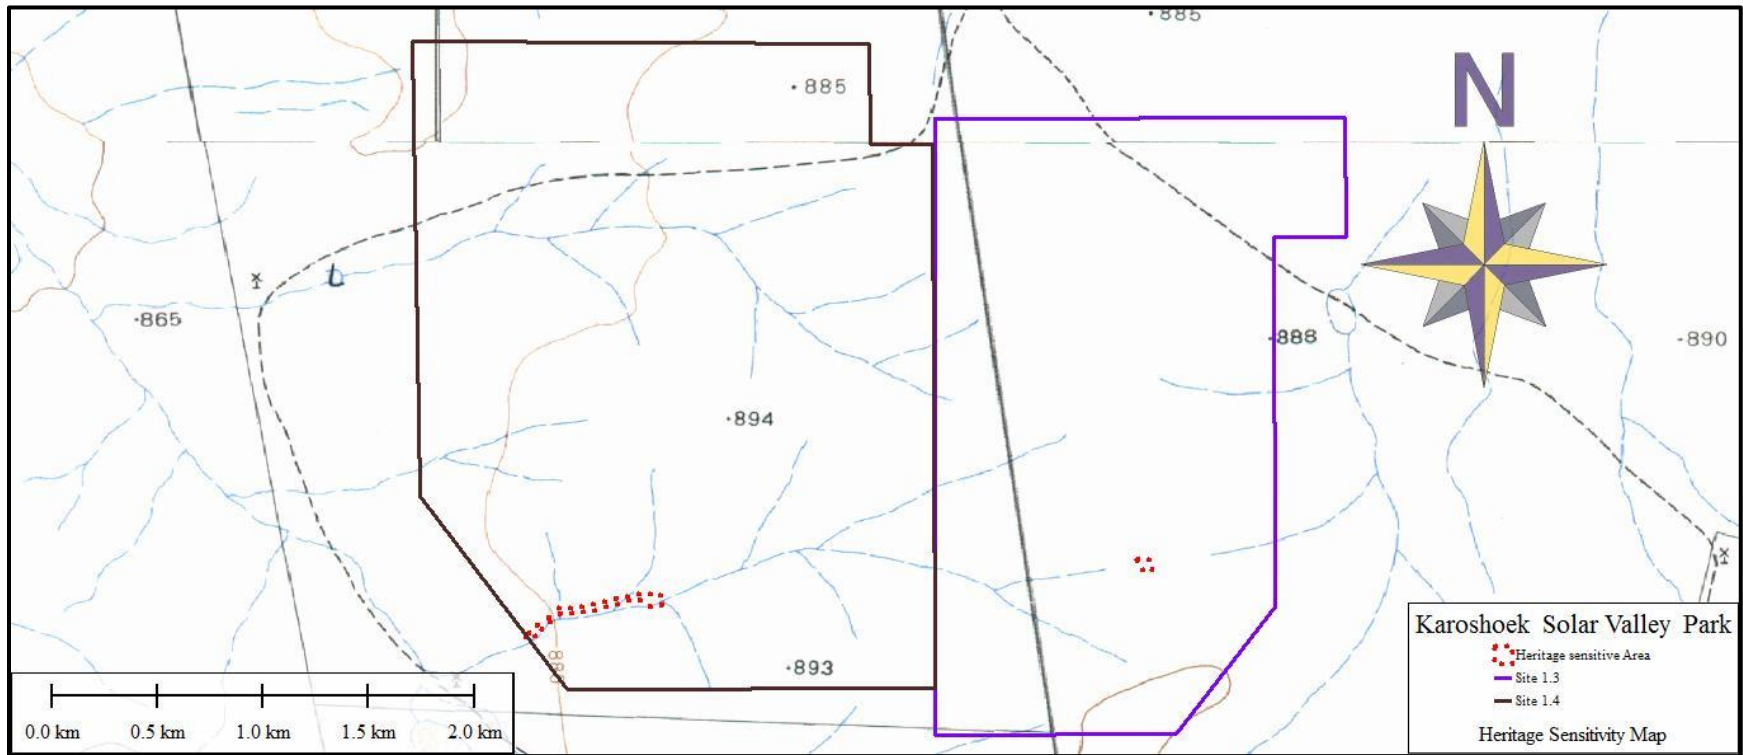 885
885
N
865
888
890
894
893
880
0.0 km 0.5 km 1.0 km 1.5 km 2.0 km
Karoshoek Solar Valley Park
Heritage sensitive Area
Site 1.3
Site 1.4
Heritage Sensitivity Map